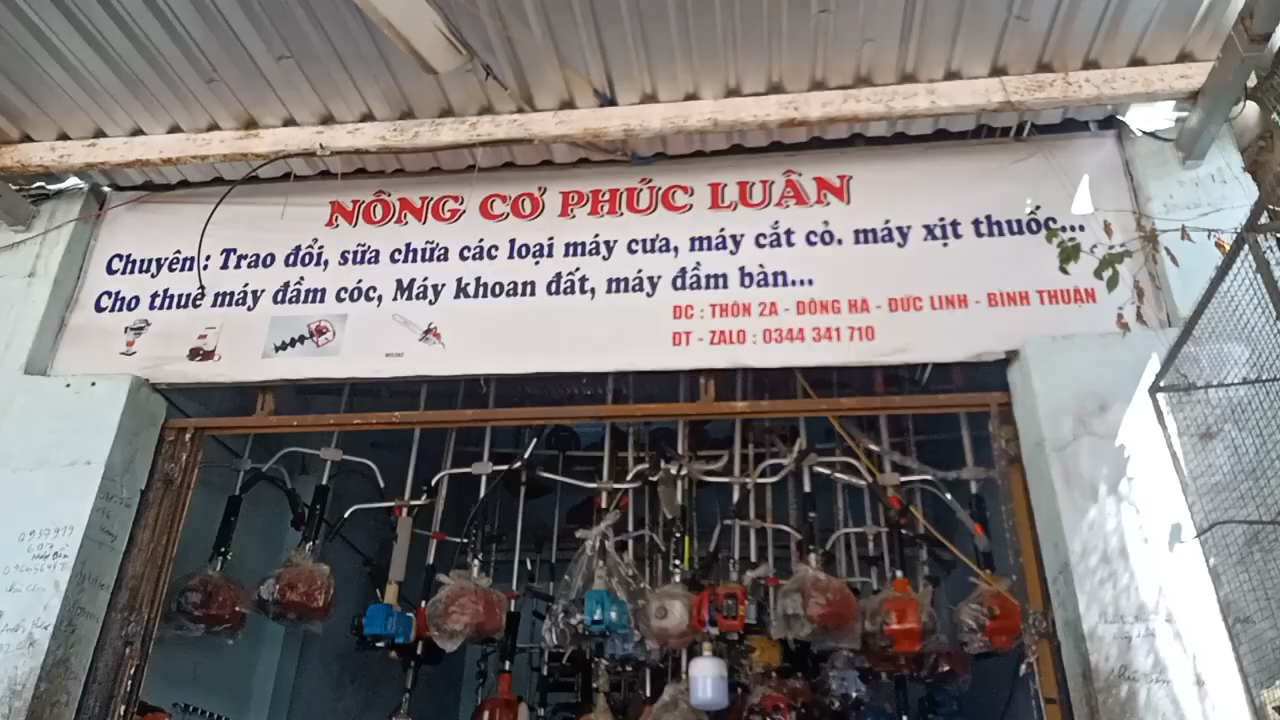 NÔNG CƠ PHÚC LUÂN
Chuyên : Trao đổi, sữa chữa các loại máy cưa, máy cắt cỏ. máy xịt thuốc...
Cho thuê máy đầm cóc, Máy khoan đất, máy đầm bàn...
ĐC : THÔN 2A - ĐÔNG HÀ - ĐỨC LINH - BÌNH THUẬN
ĐT - ZALO : 0344 341 710